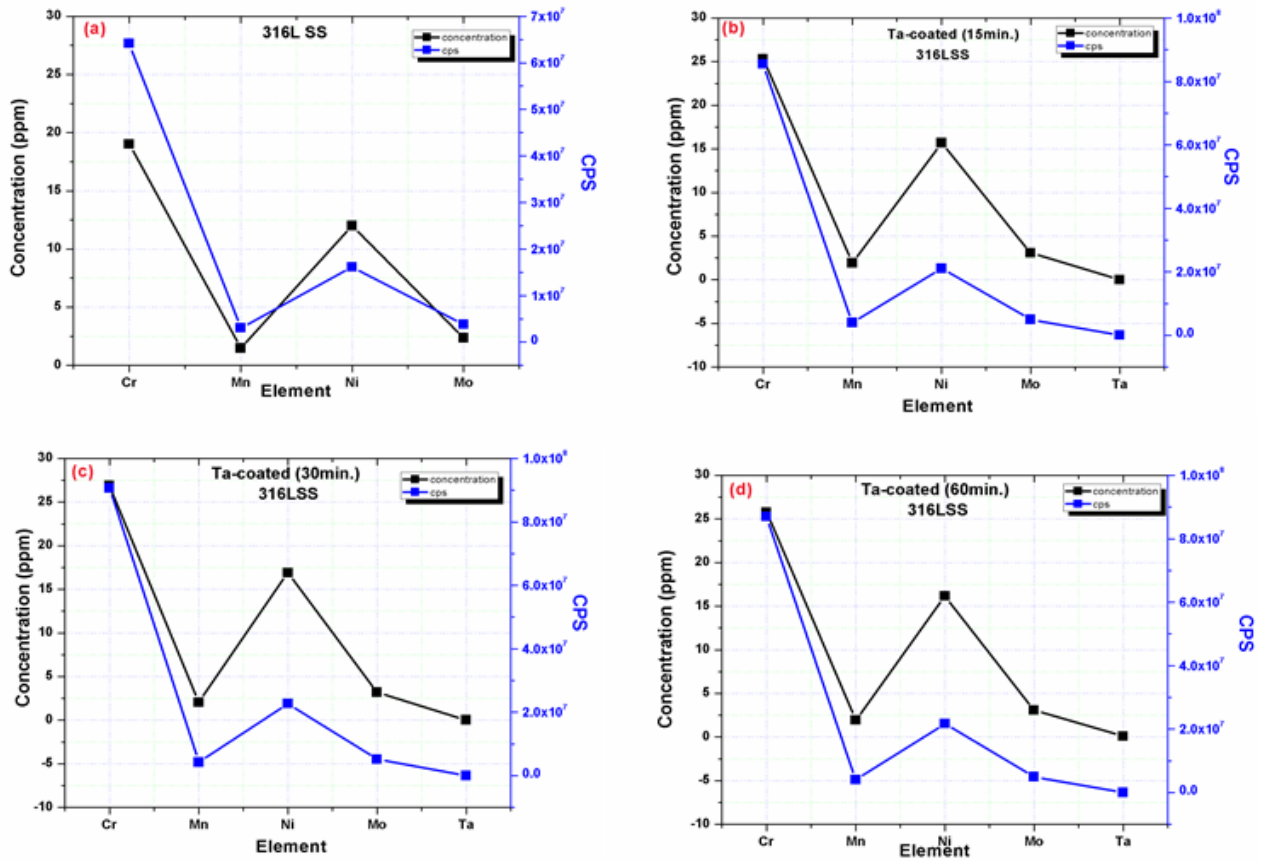 (a)
316L SS
concentration
cps
Concentration (ppm)
30
25
20
15
10
5
0
7x10⁷
6x10⁷
5x10⁷
4x10⁷
3x10⁷
2x10⁷
1x10⁷
0
CPS
Cr Mn Ni Mo
Element
(b)
Ta-coated (15min.)
316LSS
concentration
cps
Concentration (ppm)
30
25
20
15
10
5
0
-5
-10
1.0x10⁸
8.0x10⁷
6.0x10⁷
4.0x10⁷
2.0x10⁷
0.0
CPS
Cr Mn Ni Mo Ta
Element
(c)
Ta-coated (30min.)
316LSS
concentration
cps
Concentration (ppm)
30
25
20
15
10
5
0
-5
-10
1.0x10⁸
8.0x10⁷
6.0x10⁷
4.0x10⁷
2.0x10⁷
0.0
CPS
Cr Mn Ni Mo Ta
Element
(d)
Ta-coated (60min.)
316LSS
concentration
cps
Concentration (ppm)
30
25
20
15
10
5
0
-5
-10
1.0x10⁸
8.0x10⁷
6.0x10⁷
4.0x10⁷
2.0x10⁷
0.0
CPS
Cr Mn Ni Mo Ta
Element